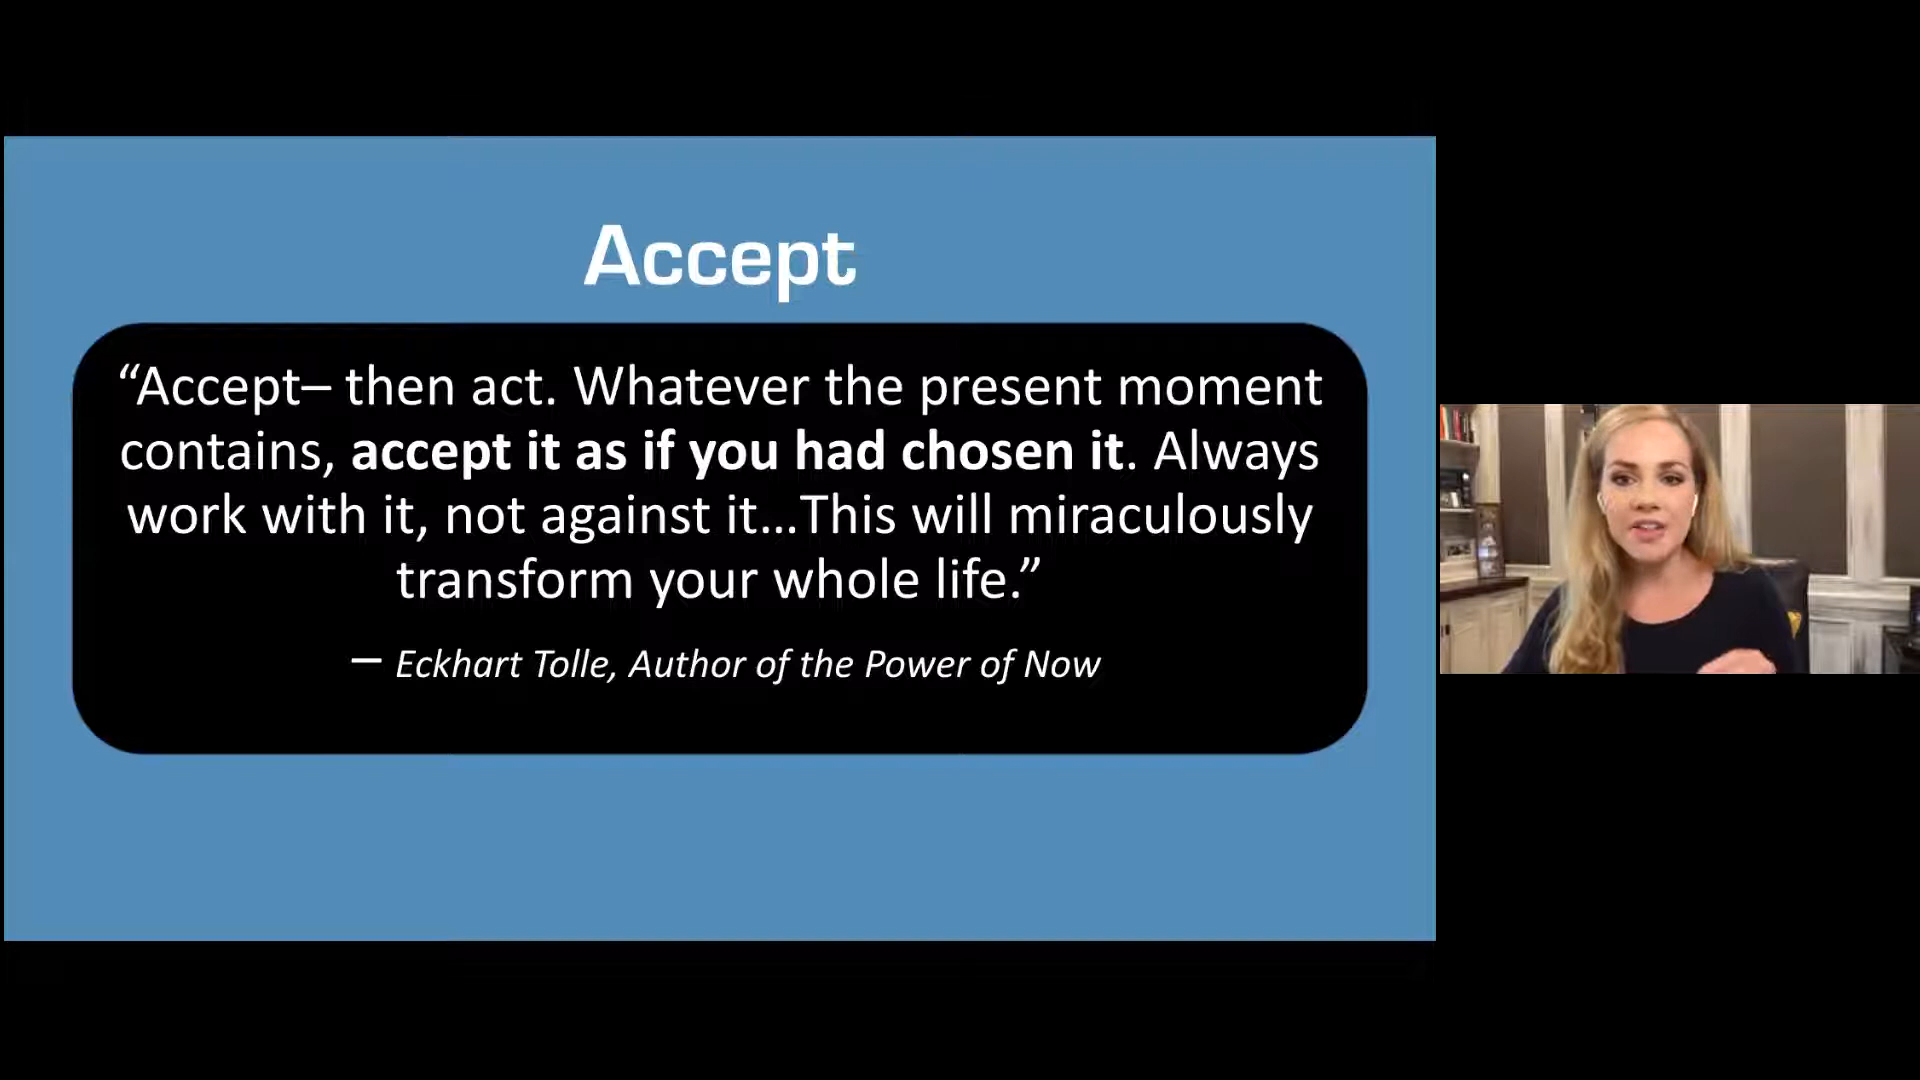 Accept
“Accept– then act. Whatever the present moment
contains, accept it as if you had chosen it. Always
work with it, not against it...This will miraculously
transform your whole life.”
– Eckhart Tolle, Author of the Power of Now